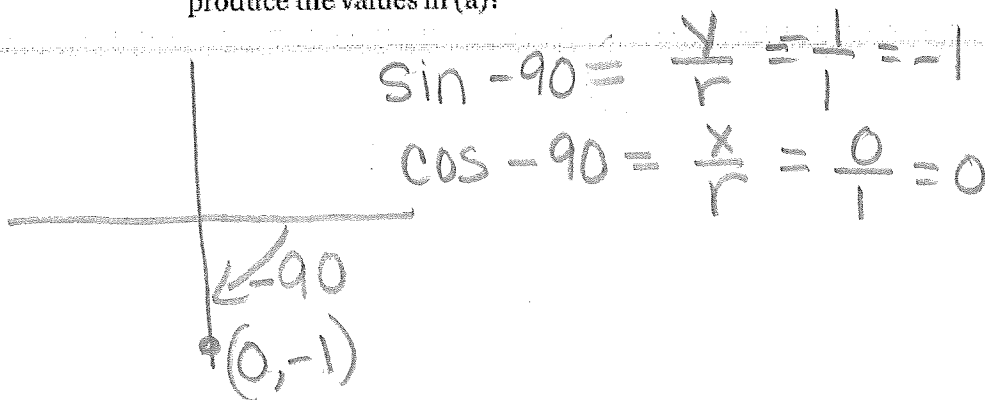 produce the values in (a)?
sin -90 = y/r = -1/1 = -1
cos -90 = x/r = 0/1 = 0
-90
(0,-1)